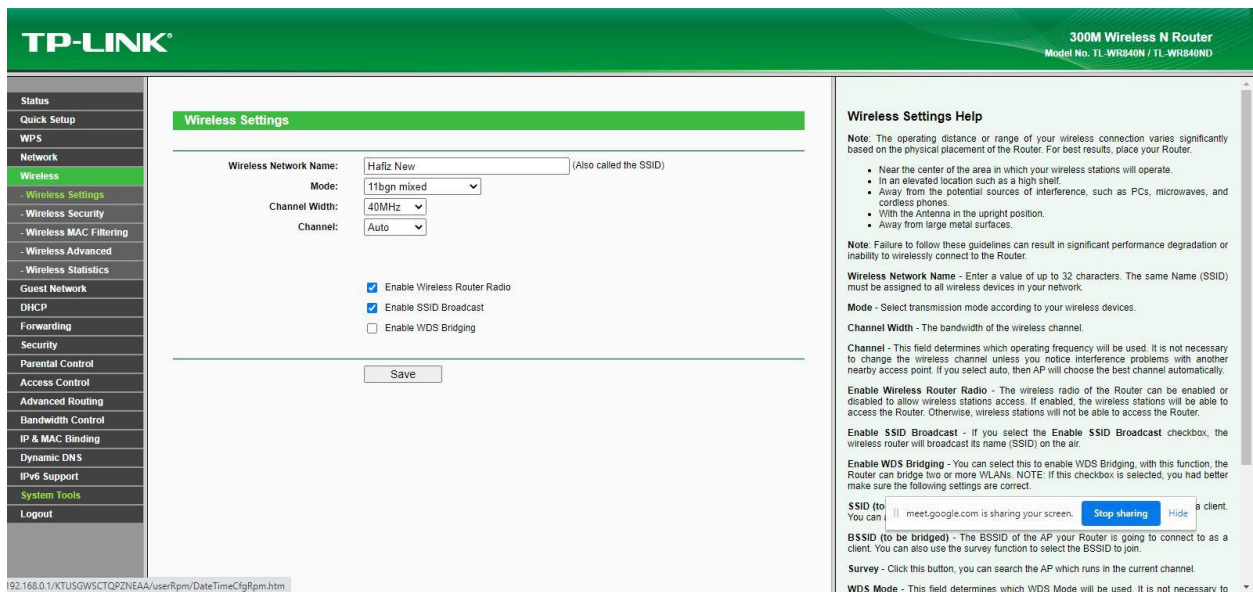 TP-LINK®
300M Wireless N Router
Model No. TL-WR840N / TL-WR840ND
Status
Quick Setup
WPS
Network
Wireless
- Wireless Settings
- Wireless Security
- Wireless MAC Filtering
- Wireless Advanced
- Wireless Statistics
Guest Network
DHCP
Forwarding
Security
Parental Control
Access Control
Advanced Routing
Bandwidth Control
IP & MAC Binding
Dynamic DNS
IPv6 Support
System Tools
Logout
Wireless Settings
Wireless Network Name: Hafiz New (Also called the SSID)
Mode: 11bgn mixed
Channel Width: 40MHz
Channel: Auto
Enable Wireless Router Radio
Enable SSID Broadcast
Enable WDS Bridging
Save
Wireless Settings Help
Note: The operating distance or range of your wireless connection varies significantly
based on the physical placement of the Router. For best results, place your Router.
• Near the center of the area in which your wireless stations will operate.
• In an elevated location such as a high shelf.
• Away from the potential sources of interference, such as PCs, microwaves, and
cordless phones.
• With the Antenna in the upright position.
• Away from large metal surfaces.
Note: Failure to follow these guidelines can result in significant performance degradation or
inability to wirelessly connect to the Router.
Wireless Network Name - Enter a value of up to 32 characters. The same Name (SSID)
must be assigned to all wireless devices in your network.
Mode - Select transmission mode according to your wireless devices.
Channel Width - The bandwidth of the wireless channel.
Channel - This field determines which operating frequency will be used. It is not necessary
to change the wireless channel unless you notice interference problems with another
nearby access point. If you select auto, then AP will choose the best channel automatically.
Enable Wireless Router Radio - The wireless radio of the Router can be enabled or
disabled to allow wireless stations access. If enabled, the wireless stations will be able to
access the Router. Otherwise, wireless stations will not be able to access the Router.
Enable SSID Broadcast - If you select the Enable SSID Broadcast checkbox, the
wireless router will broadcast its name (SSID) on the air.
Enable WDS Bridging - You can select this to enable WDS Bridging, with this function, the
Router can bridge two or more WLANs. NOTE: If this checkbox is selected, you had better
make sure the following settings are correct.
SSID (to a client.
You can
meet.google.com is sharing your screen. Stop sharing Hide
BSSID (to be bridged) - The BSSID of the AP your Router is going to connect to as a
client. You can also use the survey function to select the BSSID to join.
Survey - Click this button, you can search the AP which runs in the current channel.
WDS Mode - This field determines which WDS Mode will be used. It is not necessary to
192.168.0.1/KTUSGWSCTQPZNEAA/userRpm/DateTimeCfgRpm.htm